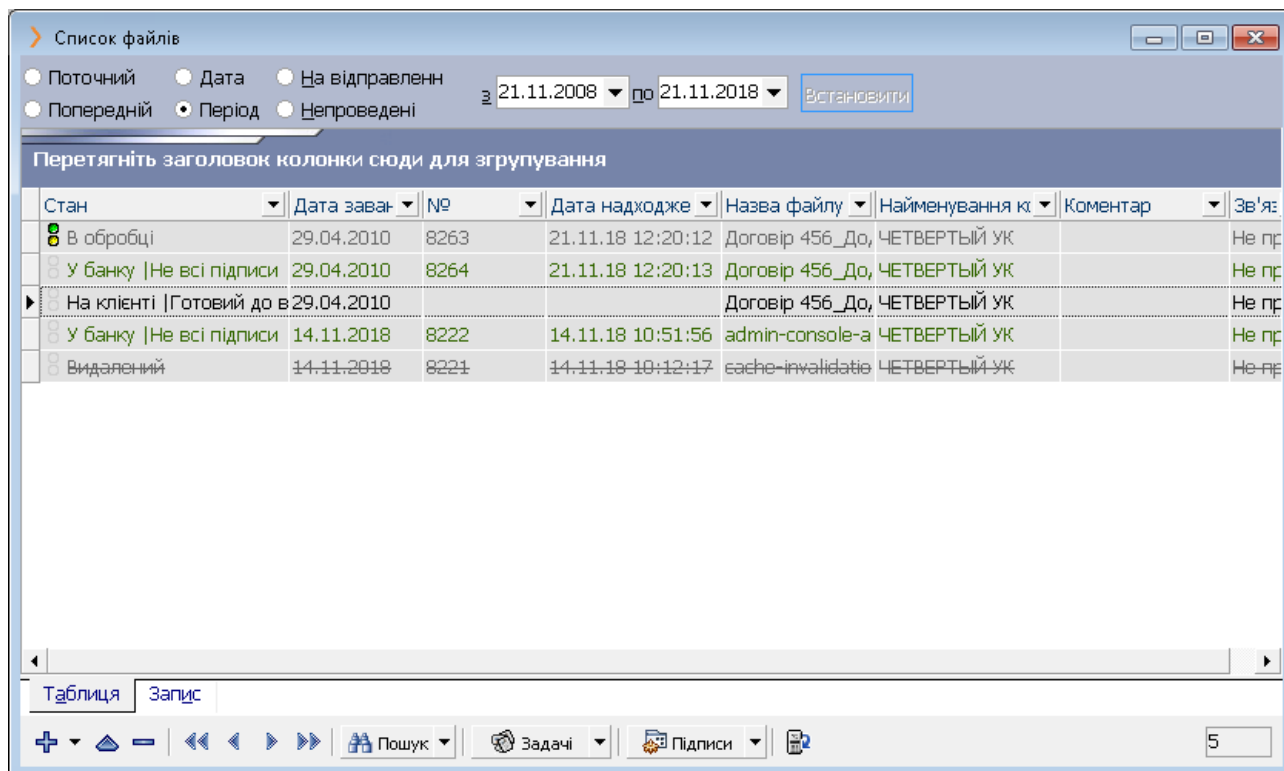 Список файлів
Поточний Дата На відправленн
з 21.11.2008 по 21.11.2018 Встановити
Попередній Період Непроведені
Перетягніть заголовок колонки сюди для згрупування
Стан Дата заван № Дата надходже Назва файлу Найменування кл Коментар Зв'яз
В обробці 29.04.2010 8263 21.11.18 12:20:12 Договір 456_До, ЧЕТВЕРТЫЙ УК Не пр
У банку |Не всі підписи 29.04.2010 8264 21.11.18 12:20:13 Договір 456_До, ЧЕТВЕРТЫЙ УК Не пр
На клієнті |Готовий до в 29.04.2010 Договір 456_До, ЧЕТВЕРТЫЙ УК Не пр
У банку |Не всі підписи 14.11.2018 8222 14.11.18 10:51:56 admin-console-a ЧЕТВЕРТЫЙ УК Не пр
Видалений 14.11.2018 8221 14.11.18 10:12:17 cache-invalidatio ЧЕТВЕРТЫЙ УК Не пр
Таблиця Запис
Пошук Задачі Підписи 5